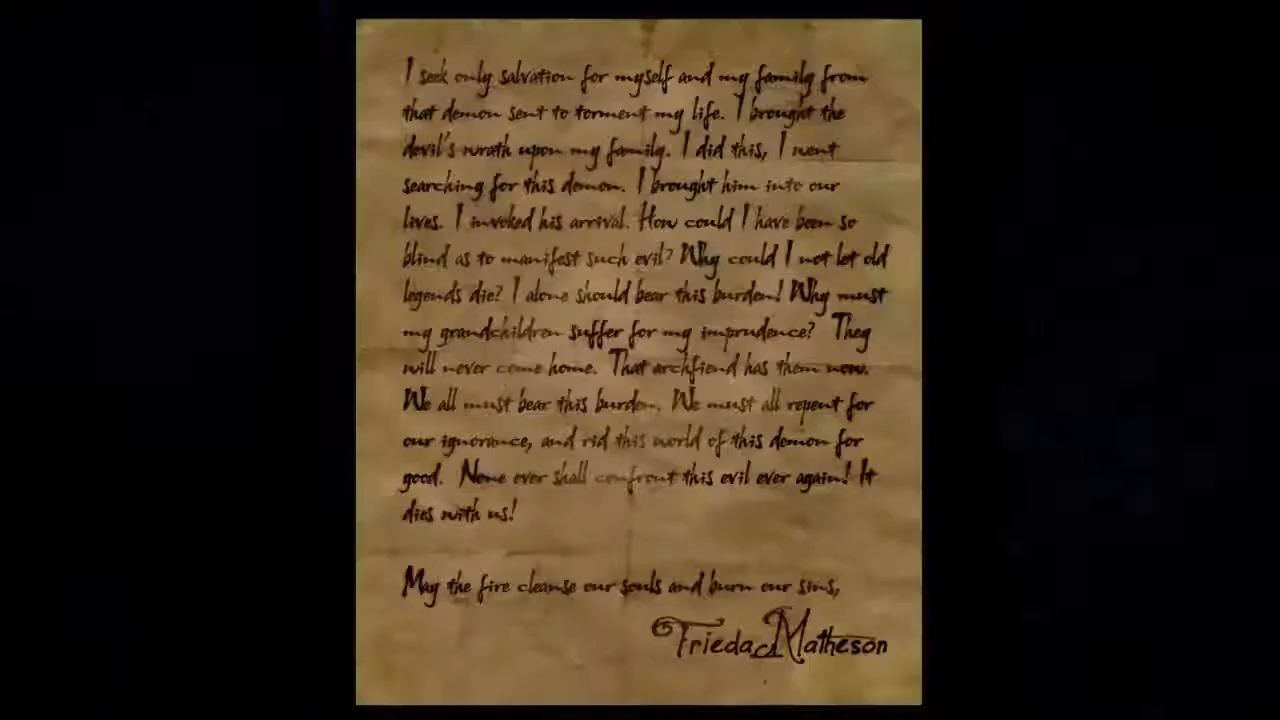 I seek only salvation for myself and my family from
that demon sent to torment my life. I brought the
devil's wrath upon my family. I did this, I went
searching for this demon. I brought him into our
lives. I invoked his arrival. How could I have been so
blind as to manifest such evil? Why could I not let old
legends die? I alone should bear this burden! Why must
my grandchildren suffer for my imprudence? They
will never come home. That archfiend has them now.
We all must bear this burden. We must all repent for
our ignorance, and rid this world of this demon for
good. None ever shall confront this evil ever again! It
dies with us!
May the fire cleanse our souls and burn our sins,
Frieda Matheson